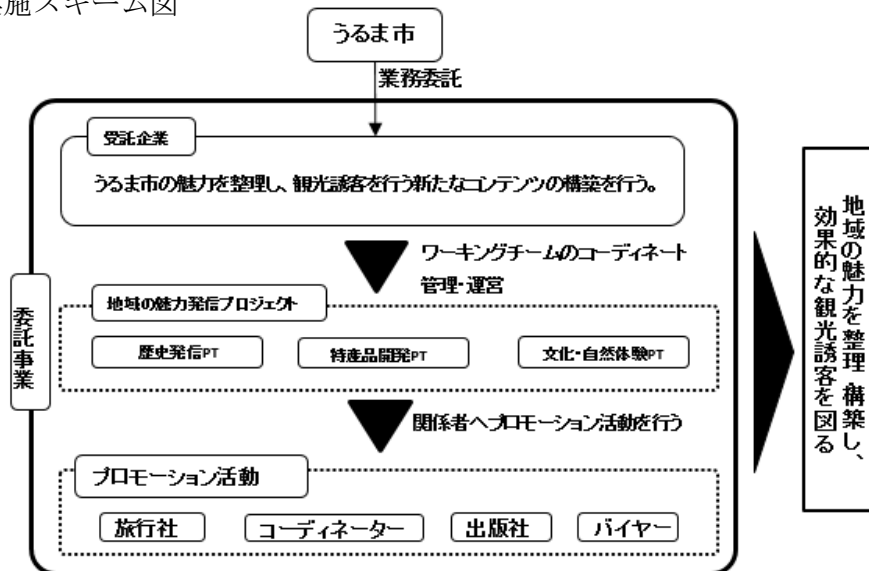 施スキーム図
うるま市
業務委託
受託企業
うるま市の魅力を整理し、観光誘客を行う新たなコンテンツの構築を行う。
ワーキングチームのコーディネート
管理・運営
地域の魅力発信プロジェクト
歴史発信PT
特産品開発PT
文化・自然体験PT
委託事業
関係者へプロモーション活動を行う
プロモーション活動
旅行社
コーディネーター
出版社
バイヤー
地域の魅力を整理・構築し、
効果的な観光誘客を図る